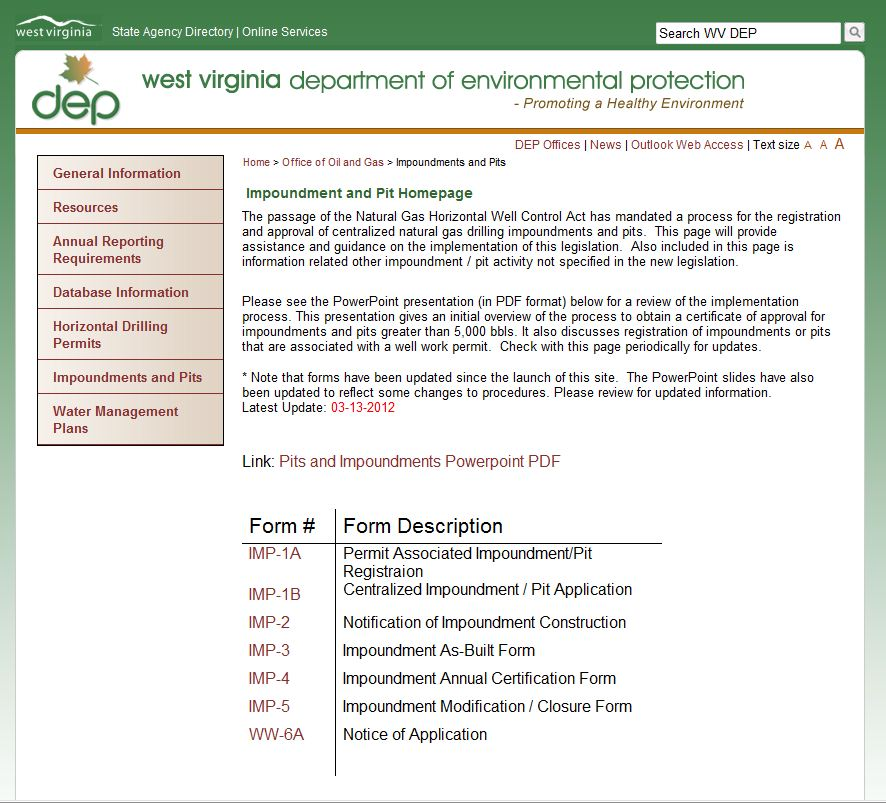 west virginia State Agency Directory | Online Services Search WV DEP
dep west virginia department of environmental protection
- Promoting a Healthy Environment
DEP Offices | News | Outlook Web Access | Text size A A A
Home > Office of Oil and Gas > Impoundments and Pits
General Information
Resources
Annual Reporting
Requirements
Database Information
Horizontal Drilling
Permits
Impoundments and Pits
Water Management
Plans
Impoundment and Pit Homepage
The passage of the Natural Gas Horizontal Well Control Act has mandated a process for the registration
and approval of centralized natural gas drilling impoundments and pits. This page will provide
assistance and guidance on the implementation of this legislation. Also included in this page is
information related other impoundment / pit activity not specified in the new legislation.
Please see the PowerPoint presentation (in PDF format) below for a review of the implementation
process. This presentation gives an initial overview of the process to obtain a certificate of approval for
impoundments and pits greater than 5,000 bbls. It also discusses registration of impoundments or pits
that are associated with a well work permit. Check with this page periodically for updates.
* Note that forms have been updated since the launch of this site. The PowerPoint slides have also
been updated to reflect some changes to procedures. Please review for updated information.
Latest Update: 03-13-2012
Link: Pits and Impoundments Powerpoint PDF
Form # Form Description
IMP-1A Permit Associated Impoundment/Pit
Registraion
IMP-1B Centralized Impoundment / Pit Application
IMP-2 Notification of Impoundment Construction
IMP-3 Impoundment As-Built Form
IMP-4 Impoundment Annual Certification Form
IMP-5 Impoundment Modification / Closure Form
WW-6A Notice of Application